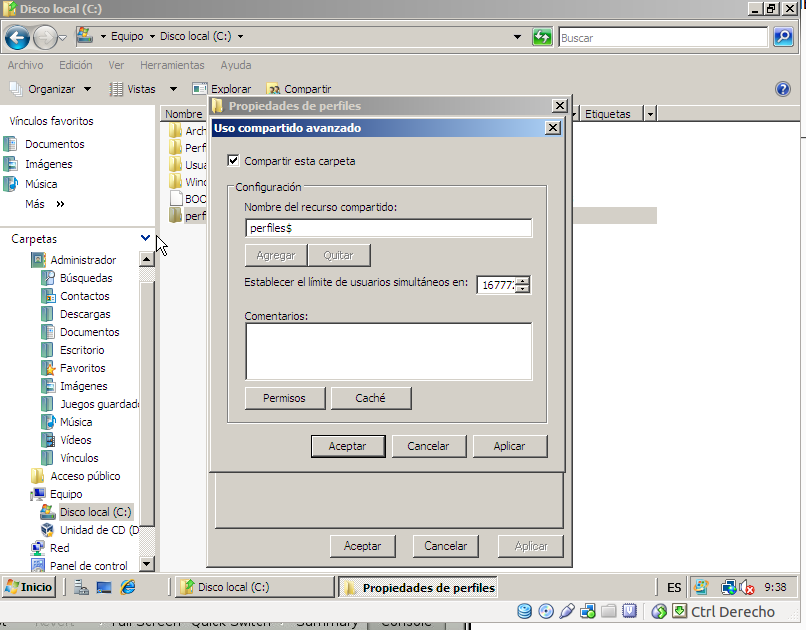 Disco local (C:)
Equipo Disco local (C:)
Buscar
Archivo Edición Ver Herramientas Ayuda
Organizar Vistas Explorar Compartir
Vínculos favoritos
Documentos
Imágenes
Música
Más »
Carpetas
Administrador
Búsquedas
Contactos
Descargas
Documentos
Escritorio
Favoritos
Imágenes
Juegos guardado
Música
Vídeos
Vínculos
Acceso público
Equipo
Disco local (C:)
Unidad de CD (D
Red
Panel de control
Nombre Etiquetas
Arch
Perf
Usua
Wind
BOO
perf
Propiedades de perfiles
Uso compartido avanzado
Compartir esta carpeta
Configuración
Nombre del recurso compartido:
perfiles$
Agregar Quitar
Establecer el límite de usuarios simultáneos en: 16777
Comentarios:
Permisos Caché
Aceptar Cancelar Aplicar
Aceptar Cancelar Aplicar
Inicio Disco local (C:) Propiedades de perfiles ES 9:38
Ctrl Derecho